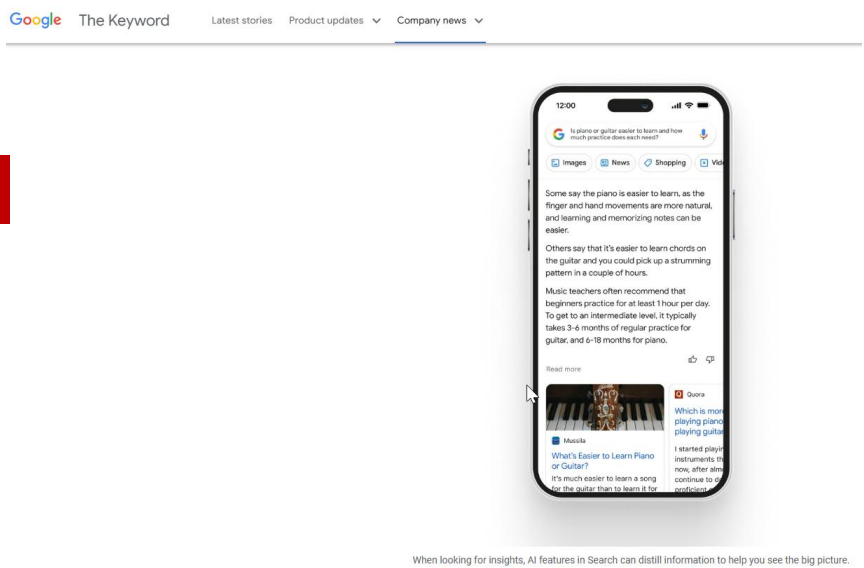 Google The Keyword Latest stories Product updates Company news
12:00
Is piano or guitar easier to learn and how
much practice does each need?
Images News Shopping Vide
Some say the piano is easier to learn, as the
finger and hand movements are more natural,
and learning and memorizing notes can be
easier.
Others say that it's easier to learn chords on
the guitar and you could pick up a strumming
pattern in a couple of hours.
Music teachers often recommend that
beginners practice for at least 1 hour per day.
To get to an intermediate level, it typically
takes 3-6 months of regular practice for
guitar, and 6-18 months for piano.
Read more
Mussila
What's Easier to Learn Piano
or Guitar?
It's much easier to learn a song
for the guitar than to learn it for
Quora
Which is more
playing piano
playing guitar
I started playin
instruments th
now, after almo
continue to de
proficient
When looking for insights, AI features in Search can distill information to help you see the big picture.